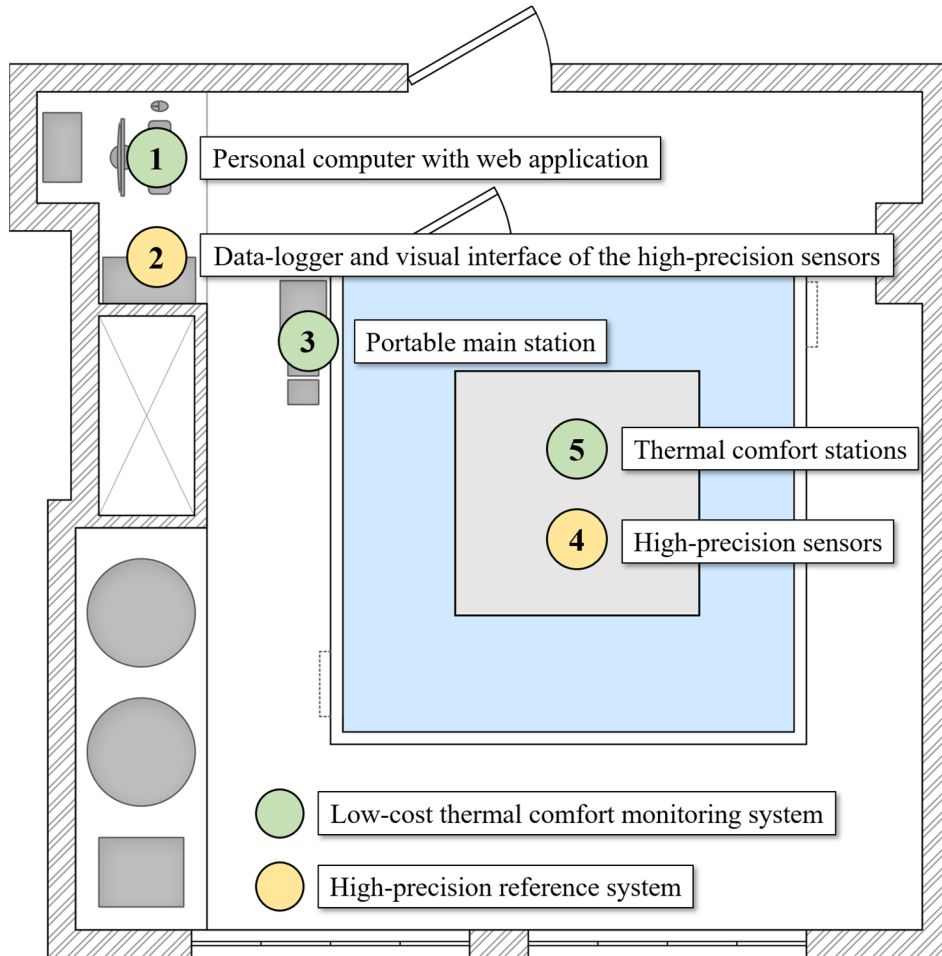 1
Personal computer with web application
2
Data-logger and visual interface of the high-precision sensors
3
Portable main station
5
Thermal comfort stations
4
High-precision sensors
Low-cost thermal comfort monitoring system
High-precision reference system